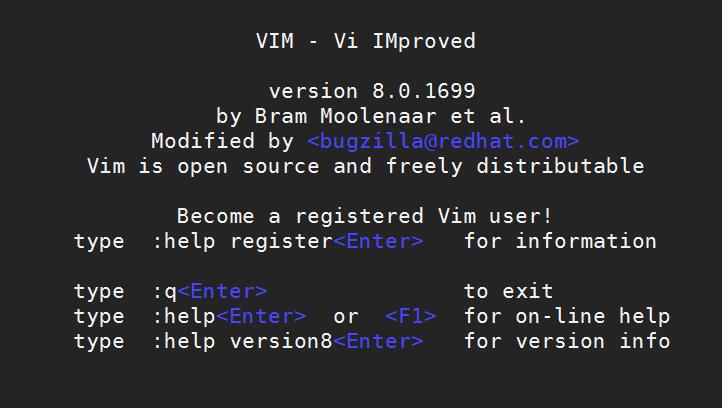 VIM - Vi IMproved
version 8.0.1699
by Bram Moolenaar et al.
Modified by <bugzilla@redhat.com>
Vim is open source and freely distributable
Become a registered Vim user!
type  :help register<Enter>   for information
type  :q<Enter>               to exit
type  :help<Enter>  or  <F1>  for on-line help
type  :help version8<Enter>   for version info